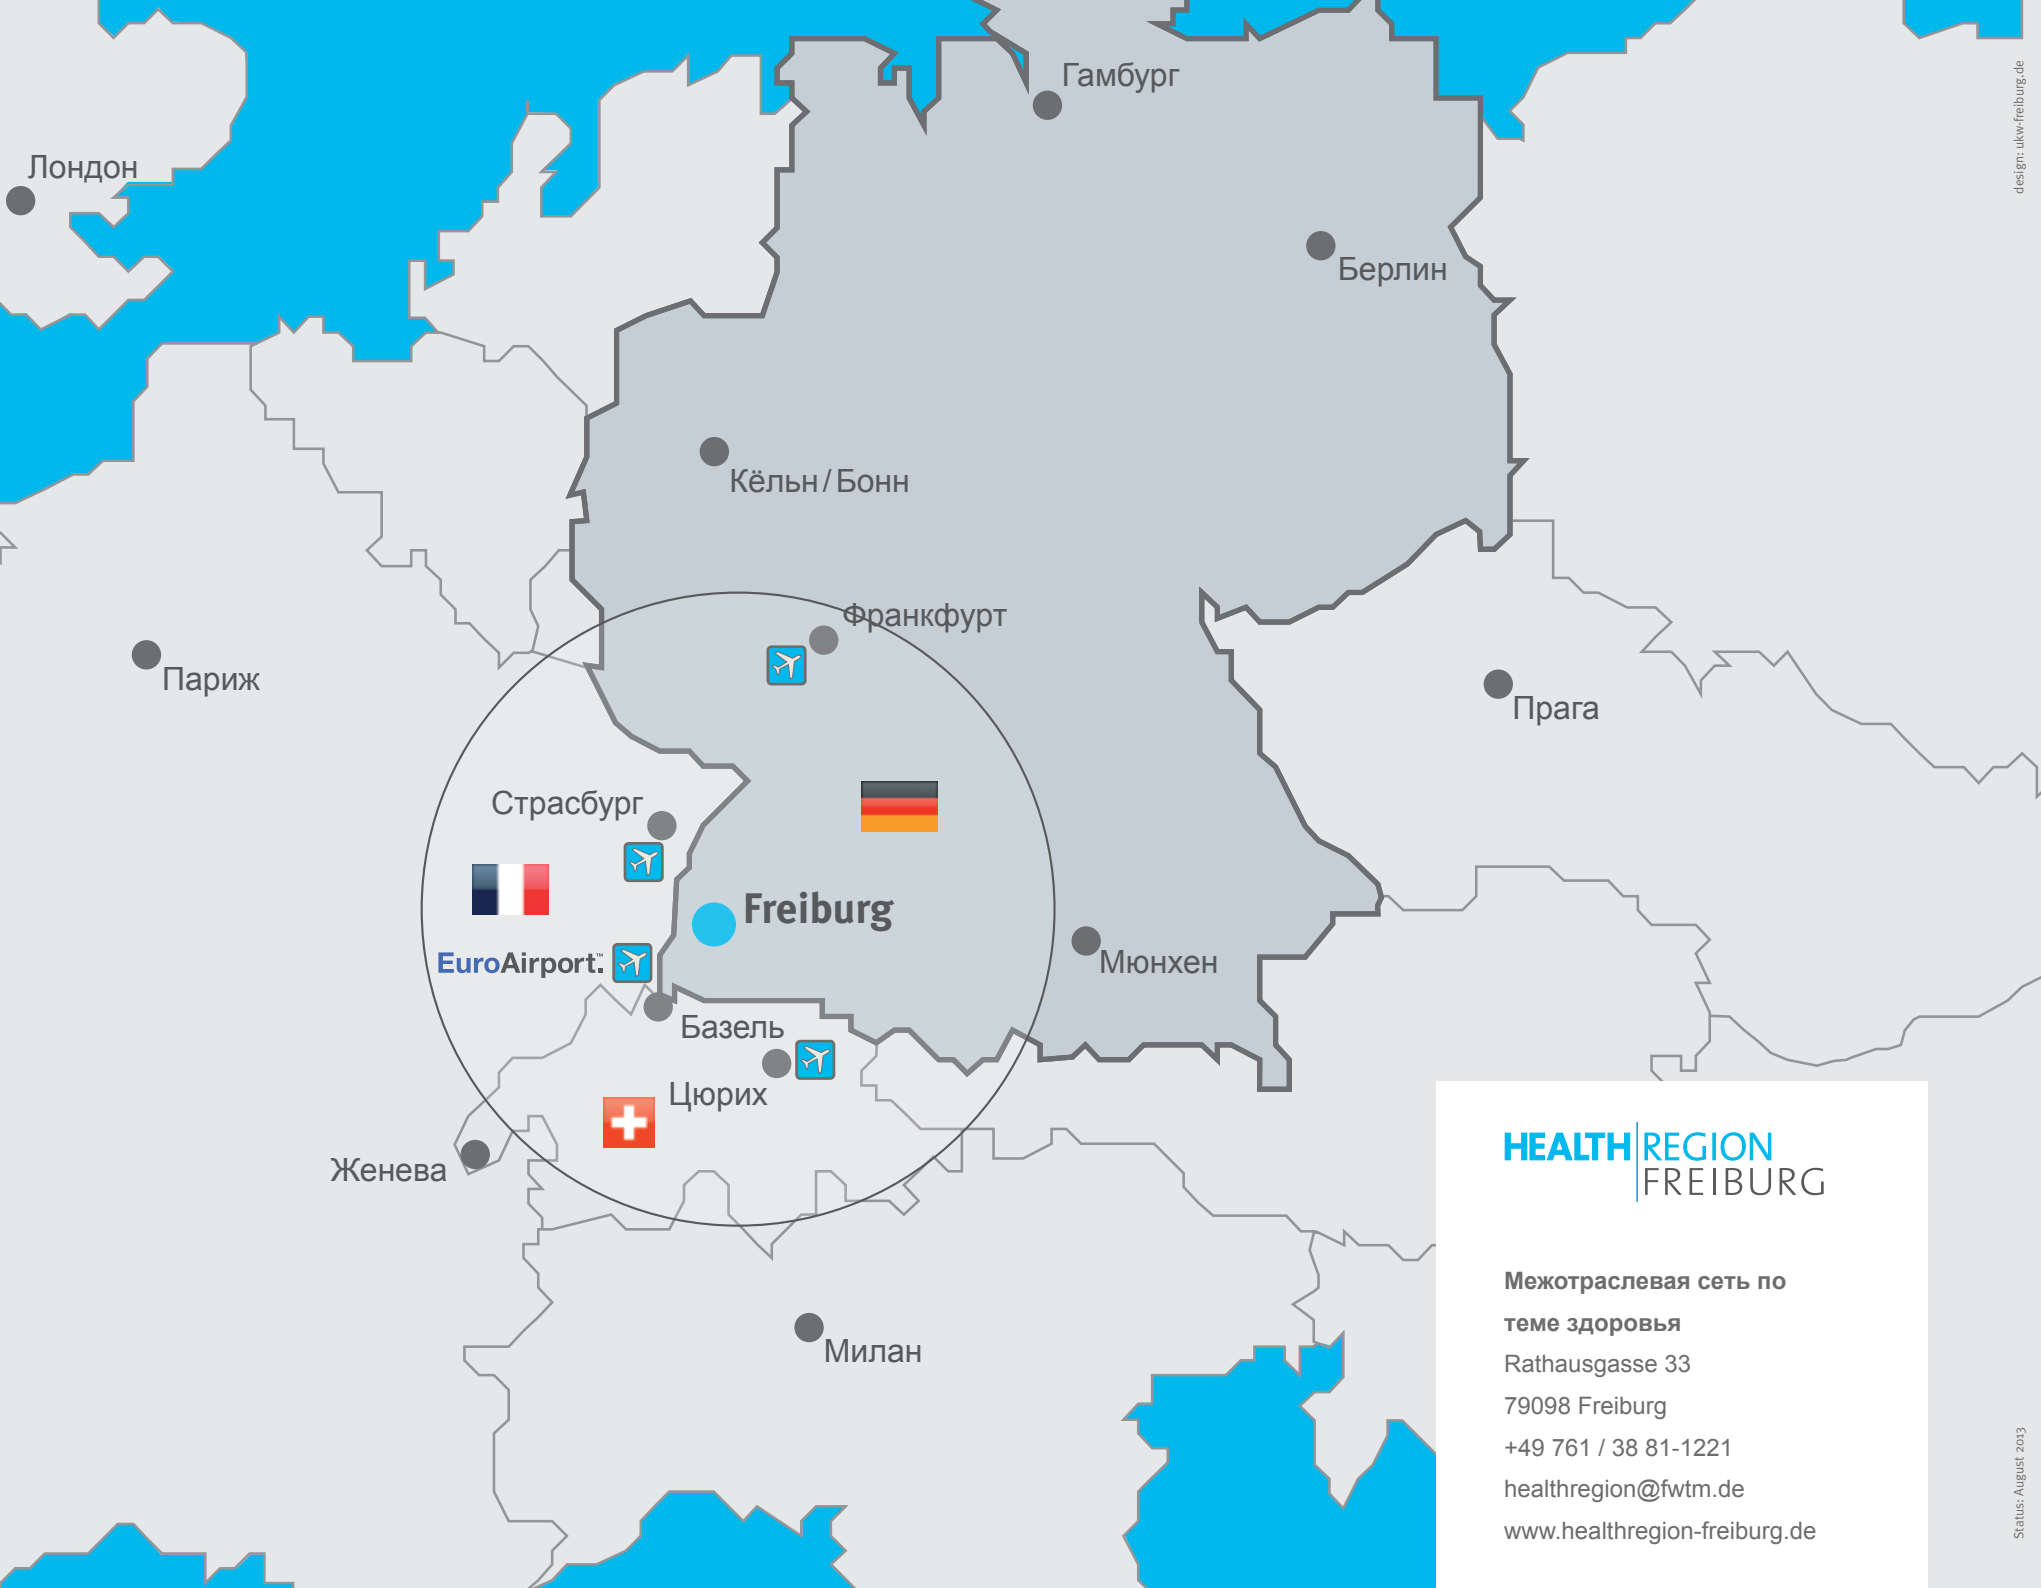 design: ukw-freiburg.de
Гамбург
Лондон
Берлин
Кёльн / Бонн
Франкфурт
Париж
Прага
Страсбург
Freiburg
EuroAirport.™
Мюнхен
Базель
Цюрих
Женева
Милан
HEALTH REGION
FREIBURG
Межотраслевая сеть по
теме здоровья
Rathausgasse 33
79098 Freiburg
+49 761 / 38 81-1221
healthregion@fwtm.de
www.healthregion-freiburg.de
Status: August 2013